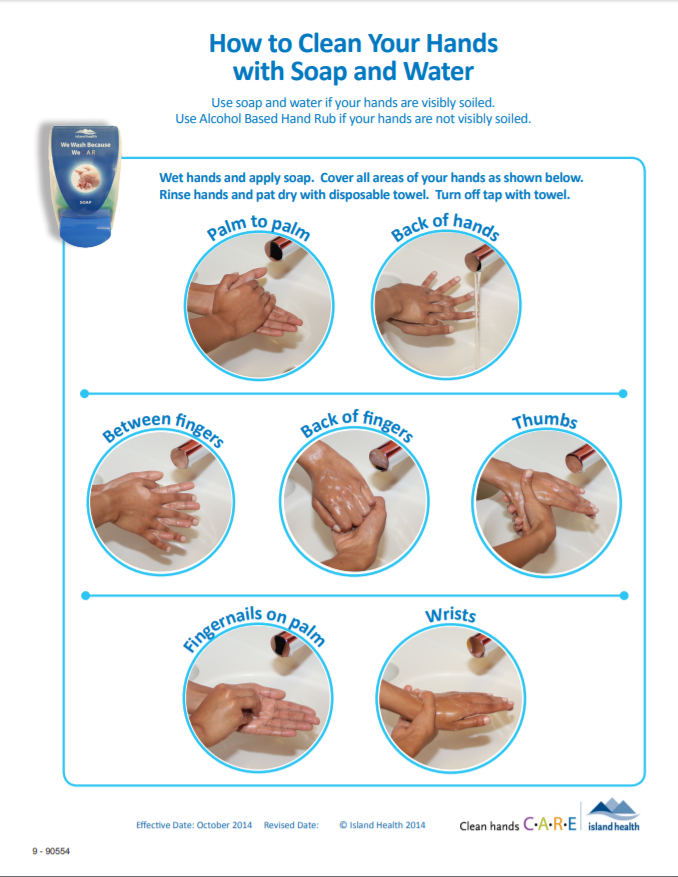 How to Clean Your Hands
with Soap and Water
Use soap and water if your hands are visibly soiled.
Use Alcohol Based Hand Rub if your hands are not visibly soiled.
island health
We Wash Because
We A R
SOAP
Wet hands and apply soap. Cover all areas of your hands as shown below.
Rinse hands and pat dry with disposable towel. Turn off tap with towel.
Palm to palm
Back of hands
Between fingers
Back of fingers
Thumbs
Fingernails on palm
Wrists
Effective Date: October 2014 Revised Date: © Island Health 2014
Clean hands C·A·R·E
island health
9 - 90554